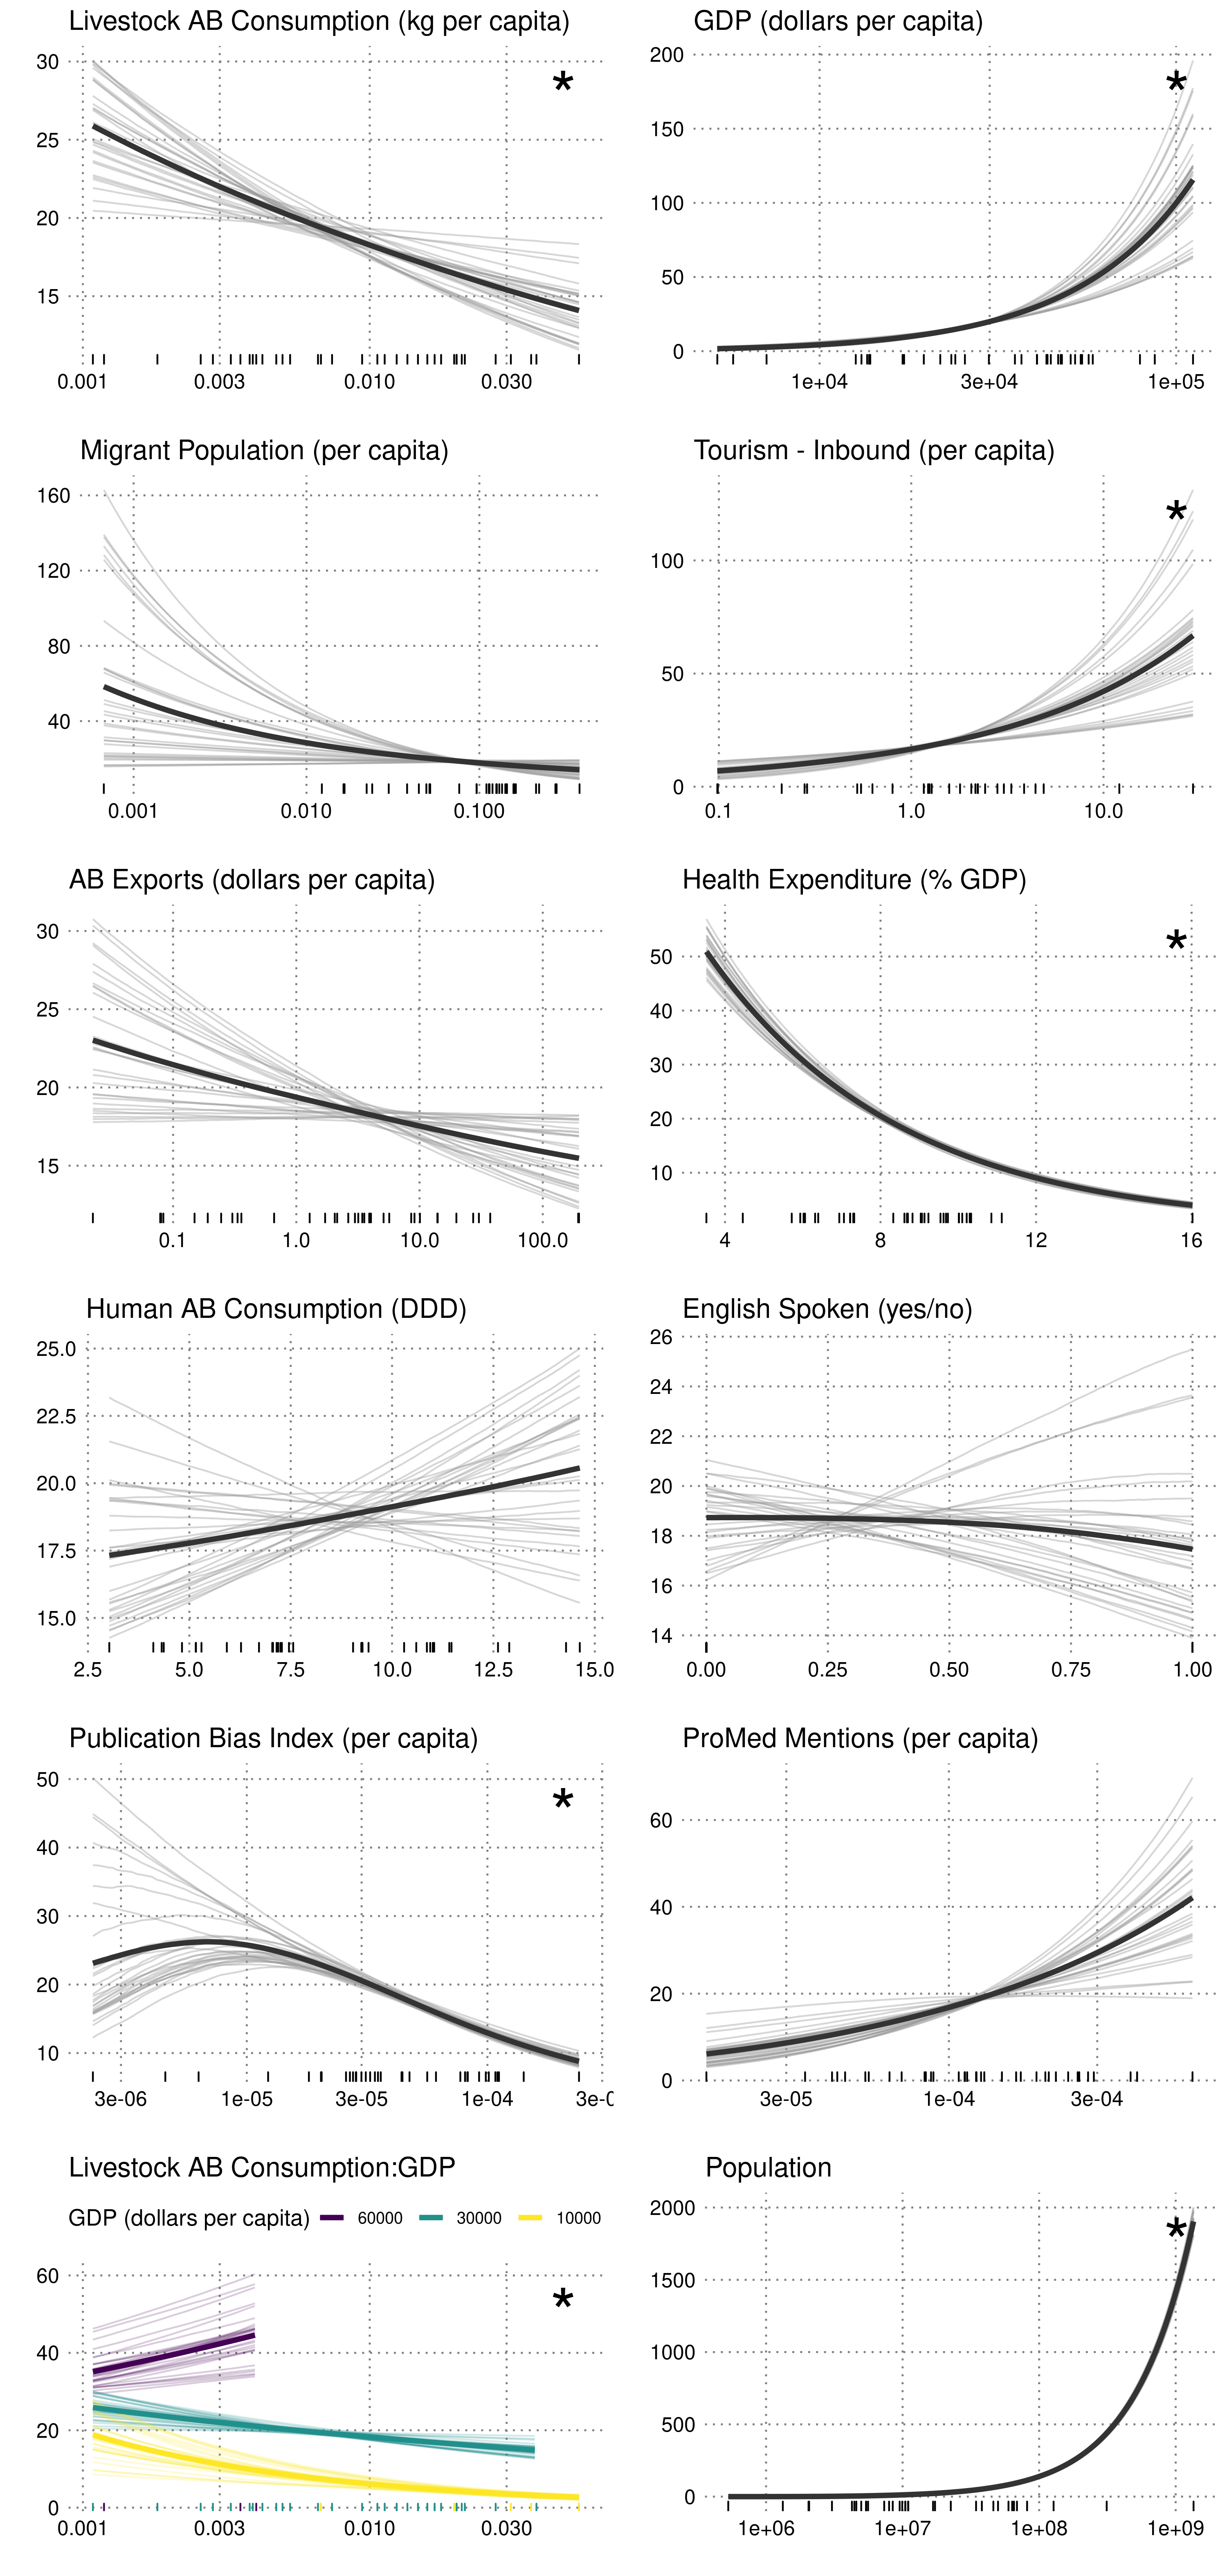 Livestock AB Consumption (kg per capita)
30
25
20
15
0.001 0.003 0.010 0.030
*
GDP (dollars per capita)
200
150
100
50
0
1e+04 3e+04 1e+05
*
Migrant Population (per capita)
160
120
80
40
0.001 0.010 0.100
Tourism - Inbound (per capita)
100
50
0
0.1 1.0 10.0
*
AB Exports (dollars per capita)
30
25
20
15
0.1 1.0 10.0 100.0
Health Expenditure (% GDP)
50
40
30
20
10
4 8 12 16
*
Human AB Consumption (DDD)
25.0
22.5
20.0
17.5
15.0
2.5 5.0 7.5 10.0 12.5 15.0
English Spoken (yes/no)
26
24
22
20
18
16
14
0.00 0.25 0.50 0.75 1.00
Publication Bias Index (per capita)
50
40
30
20
10
3e-06 1e-05 3e-05 1e-04 3e-0
*
ProMed Mentions (per capita)
60
40
20
0
3e-05 1e-04 3e-04
Livestock AB Consumption:GDP
GDP (dollars per capita) 60000 30000 10000
60
40
20
0
0.001 0.003 0.010 0.030
*
Population
2000
1500
1000
500
0
1e+06 1e+07 1e+08 1e+09
*